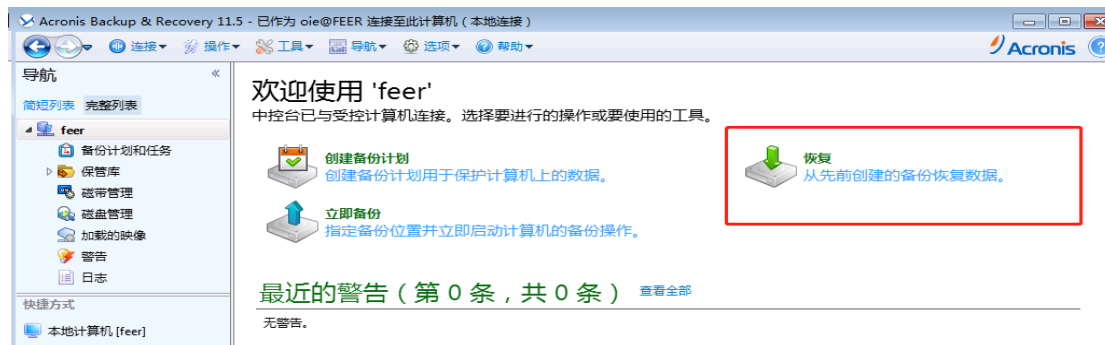 Acronis Backup & Recovery 11.5 - 已作为 oie@FEER 连接至此计算机（本地连接）
连接 操作 工具 导航 选项 帮助 Acronis
导航
简短列表 完整列表
feer
备份计划和任务
保管库
磁带管理
磁盘管理
加载的映像
警告
日志
快捷方式
本地计算机 [feer]
欢迎使用 'feer'
中控台已与受控计算机连接。选择要进行的操作或要使用的工具。
创建备份计划
创建备份计划用于保护计算机上的数据。
恢复
从先前创建的备份恢复数据。
立即备份
指定备份位置并立即启动计算机的备份操作。
最近的警告（第 0 条，共 0 条） 查看全部
无警告。